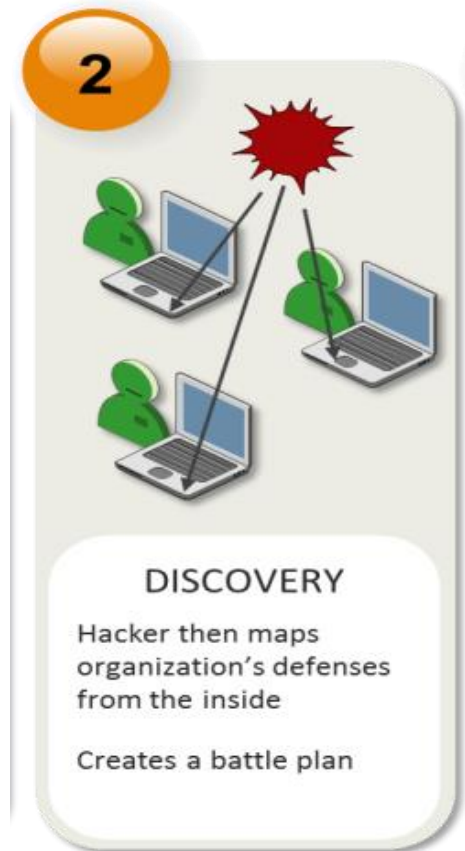 2
DISCOVERY
Hacker then maps
organization's defenses
from the inside
Creates a battle plan